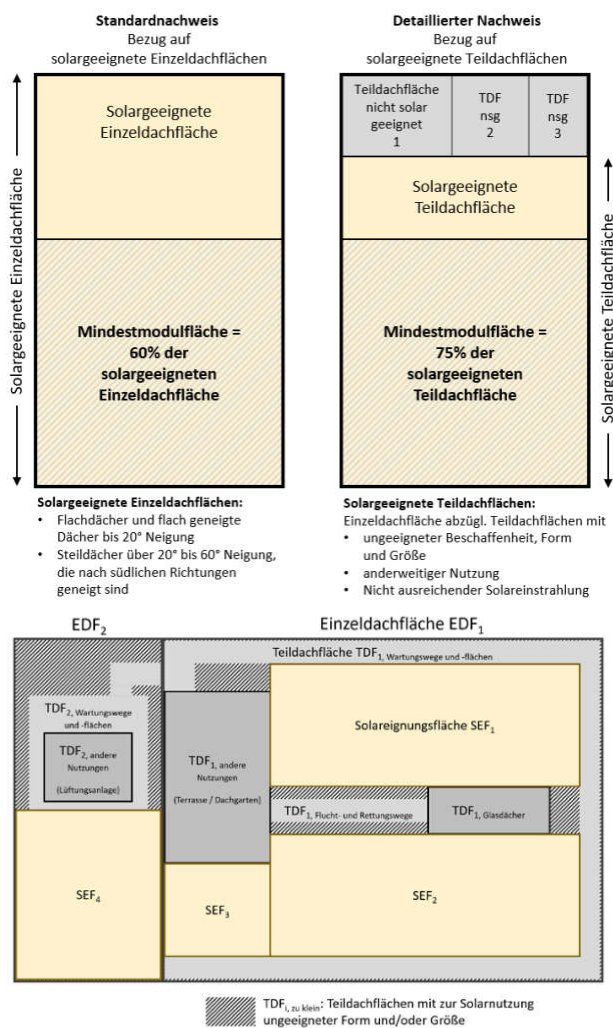 Standardnachweis
Bezug auf
solargeeignete Einzeldachflächen
Solargeeignete Einzeldachfläche
Solargeeignete
Einzeldachfläche
Mindestmodulfläche =
60% der
solargeeigneten
Einzeldachfläche
Solargeeignete Einzeldachflächen:
• Flachdächer und flach geneigte
Dächer bis 20° Neigung
• Steildächer über 20° bis 60° Neigung,
die nach südlichen Richtungen
geneigt sind
Detaillierter Nachweis
Bezug auf
solargeeignete Teildachflächen
Teildachfläche
nicht solar
geeignet
1
TDF
nsg
2
TDF
nsg
3
Solargeeignete
Teildachfläche
Mindestmodulfläche =
75% der
solargeeigneten
Teildachfläche
Solargeeignete Teildachfläche
Solargeeignete Teildachflächen:
Einzeldachfläche abzügl. Teildachflächen mit
• ungeeigneter Beschaffenheit, Form
und Größe
• anderweitiger Nutzung
• Nicht ausreichender Solareinstrahlung
EDF2
Einzeldachfläche EDF1
Teildachfläche TDF1, Wartungswege und -flächen
TDF2, Wartungswege
und -flächen
TDF2, andere
Nutzungen
(Lüftungsanlage)
TDF1, andere
Nutzungen
(Terrasse / Dachgarten)
Solareignungsfläche SEF1
TDF1, Flucht- und Rettungswege
TDF1, Glasdächer
SEF4
SEF3
SEF2
TDFi, zu klein: Teildachflächen mit zur Solarnutzung
ungeeigneter Form und/oder Größe